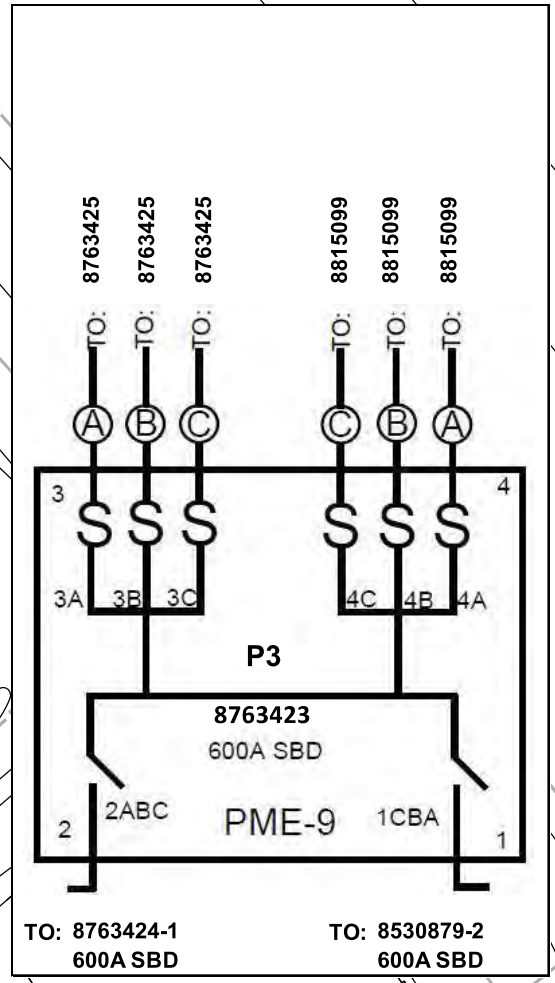 8763425 8763425 8763425 8815099 8815099 8815099
TO: TO: TO: TO: TO: TO:
A B C C B A
3 4
S S S S S S
3A 3B 3C 4C 4B 4A
P3
8763423
600A SBD
2ABC PME-9 1CBA
2 1
TO: 8763424-1 TO: 8530879-2
600A SBD 600A SBD